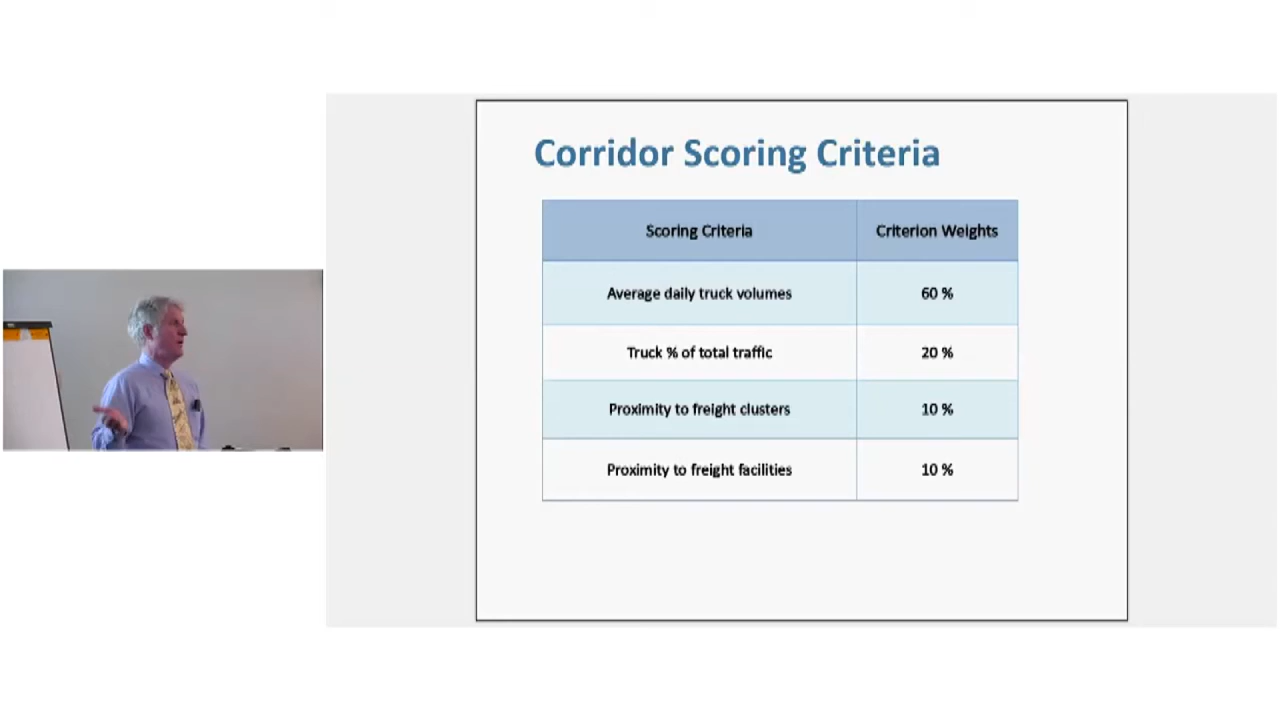 Corridor Scoring Criteria
Scoring Criteria Criterion Weights
Average daily truck volumes 60 %
Truck % of total traffic 20 %
Proximity to freight clusters 10 %
Proximity to freight facilities 10 %